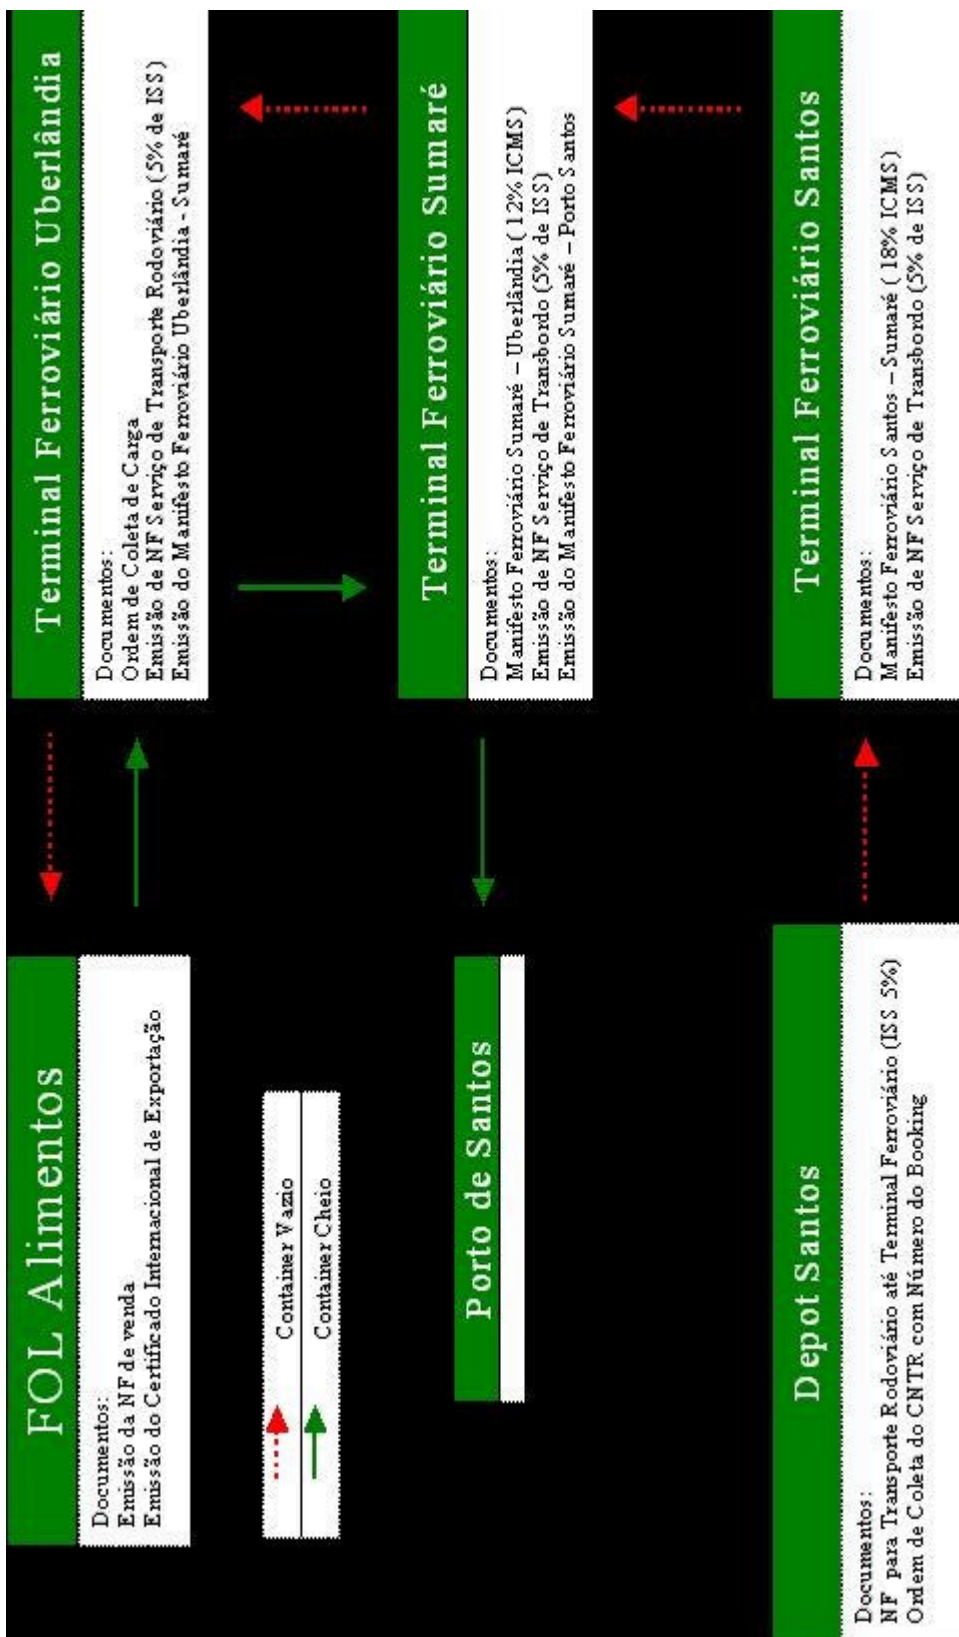 FOL Alimentos
Documentos:
Emissão da NF de venda
Emissão do Certificado Internacional de Exportação
Terminal Ferroviário Uberlândia
Documentos:
Ordem de Coleta de Carga
Emissão de NF Serviço de Transporte Rodoviário (5% de ISS)
Emissão do Manifesto Ferroviário Uberlândia - Sumaré
Container Vazio
Container Cheio
Porto de Santos
Terminal Ferroviário Sumaré
Documentos:
Manifesto Ferroviário Sumaré – Uberlândia ( 12% ICMS)
Emissão de NF Serviço de Transbordo (5% de ISS)
Emissão do Manifesto Ferroviário Sumaré – Porto Santos
Depot Santos
Documentos:
NF para Transporte Rodoviário até Terminal Ferroviário (ISS 5%)
Ordem de Coleta do CNTR com Número do Booking
Terminal Ferroviário Santos
Documentos:
Manifesto Ferroviário Santos – Sumaré ( 18% ICMS)
Emissão de NF Serviço de Transbordo (5% de ISS)